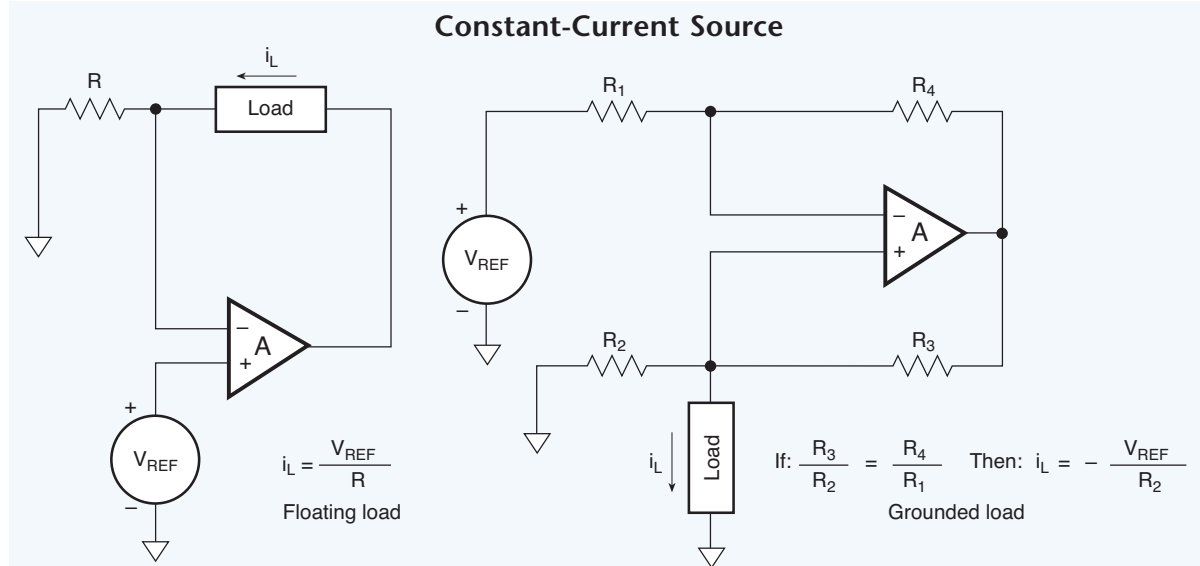 Constant-Current Source
i_L
R
Load
A
−
+
+
V_REF
−
i_L = V_REF / R
Floating load
R_1
R_4
+
V_REF
−
−
A
+
R_2
R_3
i_L
Load
If: R_3 / R_2 = R_4 / R_1 Then: i_L = − V_REF / R_2
Grounded load